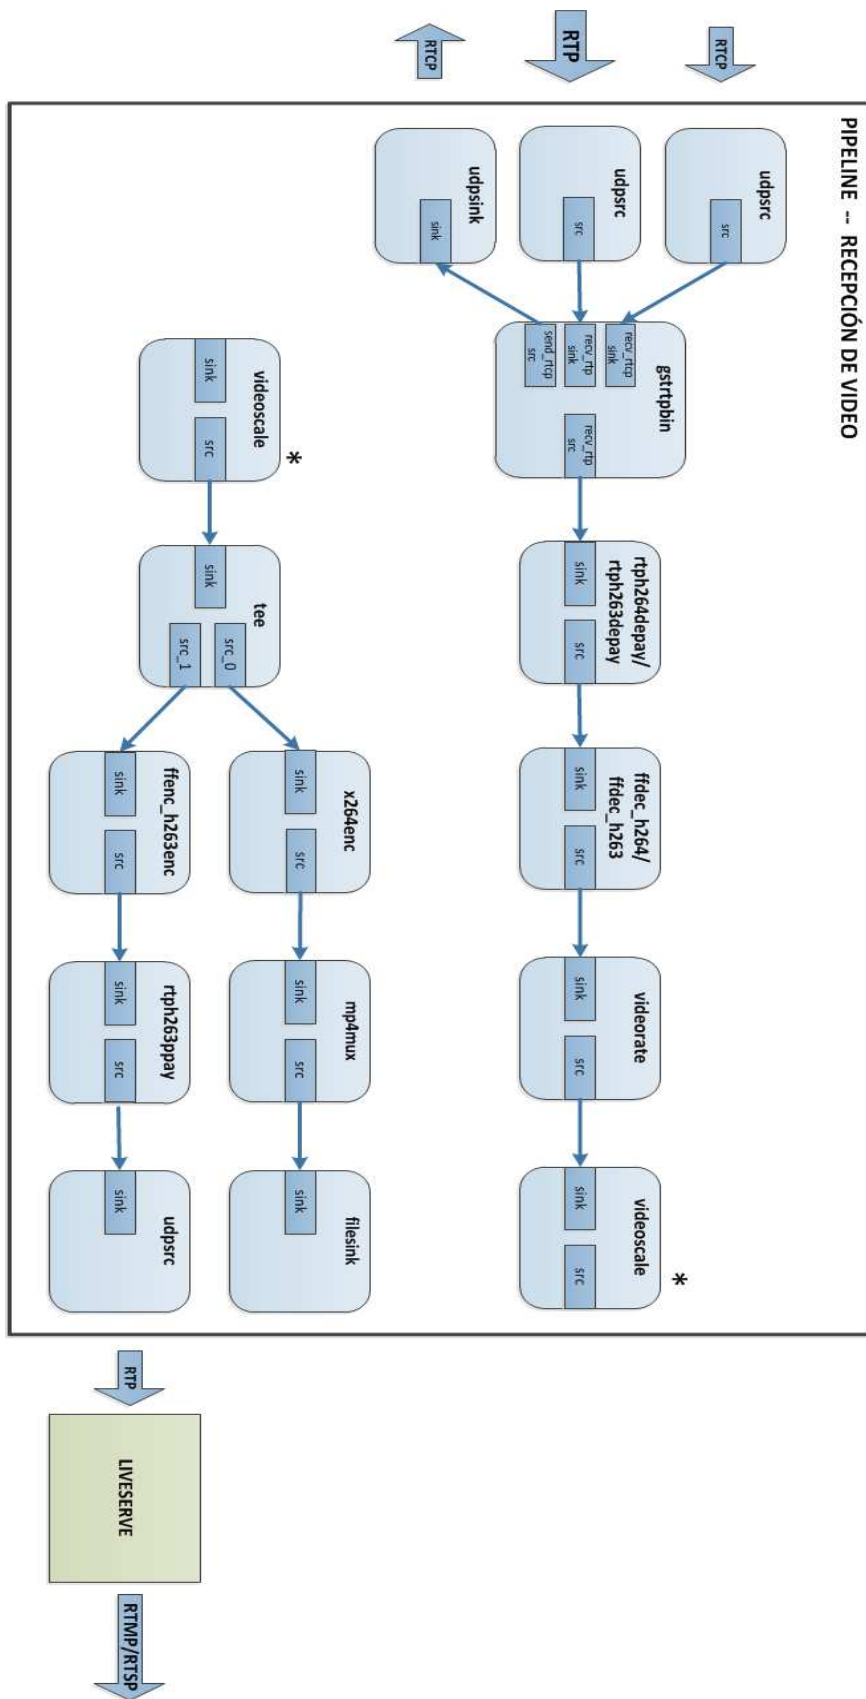 PIPELINE -- RECEPCIÓN DE VIDEO
RTCP
udpsrc
src
RTP
udpsrc
src
RTCP
udpsink
sink
gstrtpbin
recv_rtcp
sink
recv_rtp
sink
send_rtcp
src
recv_rtp
src
rtph264depay/
rtph263depay
sink
src
ffdec_h264/
ffdec_h263
sink
src
videorate
sink
src
videoscale
sink
src
*
videoscale
sink
src
*
tee
sink
src_0
src_1
x264enc
sink
src
mp4mux
sink
src
filesink
sink
ffenc_h263enc
sink
src
rtph263ppay
sink
src
udpsrc
sink
RTP
LIVESERVE
RTMP/RTSP